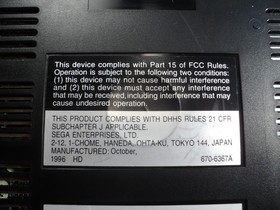 This device complies with Part 15 of FCC Rules.
Operation is subject to the following two conditions
(1) this device may not cause harmful interference
and (2) this device must accept any interference
that may be received, including interference that may
cause undesired operation.
THIS PRODUCT COMPLIES WITH DHHS RULES 21 CFR
SUBCHAPTER J APPLICABLE.
SEGA ENTERPRISES, LTD.
2-12, 1-CHOME, HANEDA, OHTA-KU, TOKYO 144, JAPAN
MANUFACTURED: October,
1996 HD 670-6367A